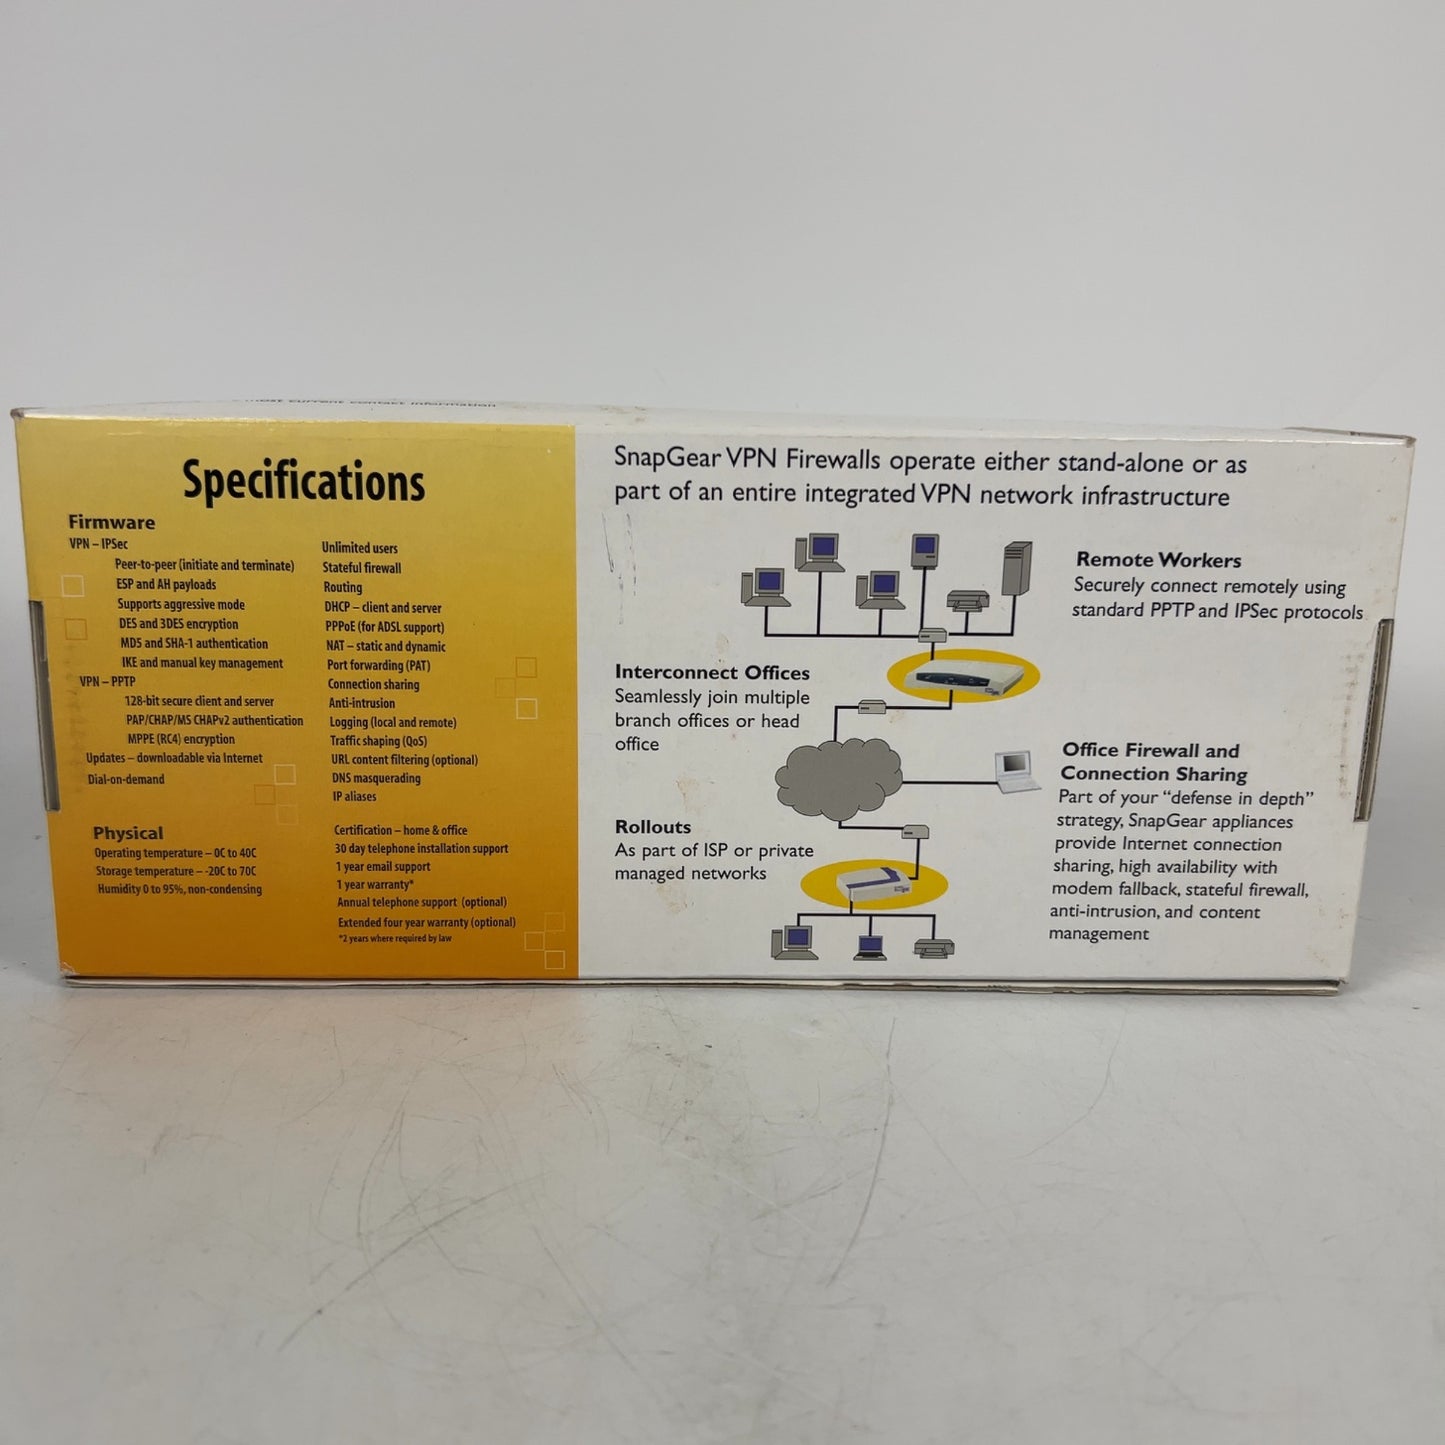 most current contact information
Specifications
Firmware
VPN – IPSec
Peer-to-peer (initiate and terminate)
ESP and AH payloads
Supports aggressive mode
DES and 3DES encryption
MD5 and SHA-1 authentication
IKE and manual key management
VPN – PPTP
128-bit secure client and server
PAP/CHAP/MS CHAPv2 authentication
MPPE (RC4) encryption
Updates – downloadable via Internet
Dial-on-demand
Physical
Operating temperature – 0C to 40C
Storage temperature – -20C to 70C
Humidity 0 to 95%, non-condensing
Unlimited users
Stateful firewall
Routing
DHCP – client and server
PPPoE (for ADSL support)
NAT – static and dynamic
Port forwarding (PAT)
Connection sharing
Anti-intrusion
Logging (local and remote)
Traffic shaping (QoS)
URL content filtering (optional)
DNS masquerading
IP aliases
Certification – home & office
30 day telephone installation support
1 year email support
1 year warranty*
Annual telephone support (optional)
Extended four year warranty (optional)
*2 years where required by law
SnapGear VPN Firewalls operate either stand-alone or as
part of an entire integrated VPN network infrastructure
Remote Workers
Securely connect remotely using
standard PPTP and IPSec protocols
Interconnect Offices
Seamlessly join multiple
branch offices or head
office
Office Firewall and
Connection Sharing
Part of your “defense in depth”
strategy, SnapGear appliances
provide Internet connection
sharing, high availability with
modem fallback, stateful firewall,
anti-intrusion, and content
management
Rollouts
As part of ISP or private
managed networks